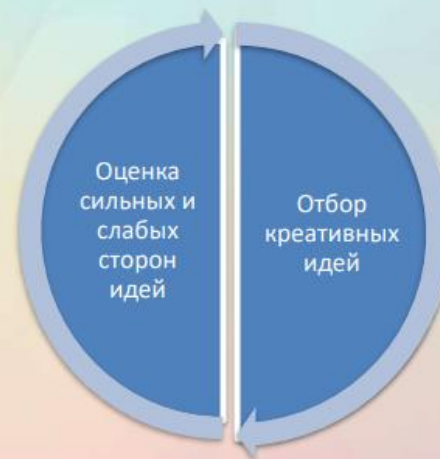 Оценка
сильных и
слабых
сторон
идей
Отбор
креативных
идей